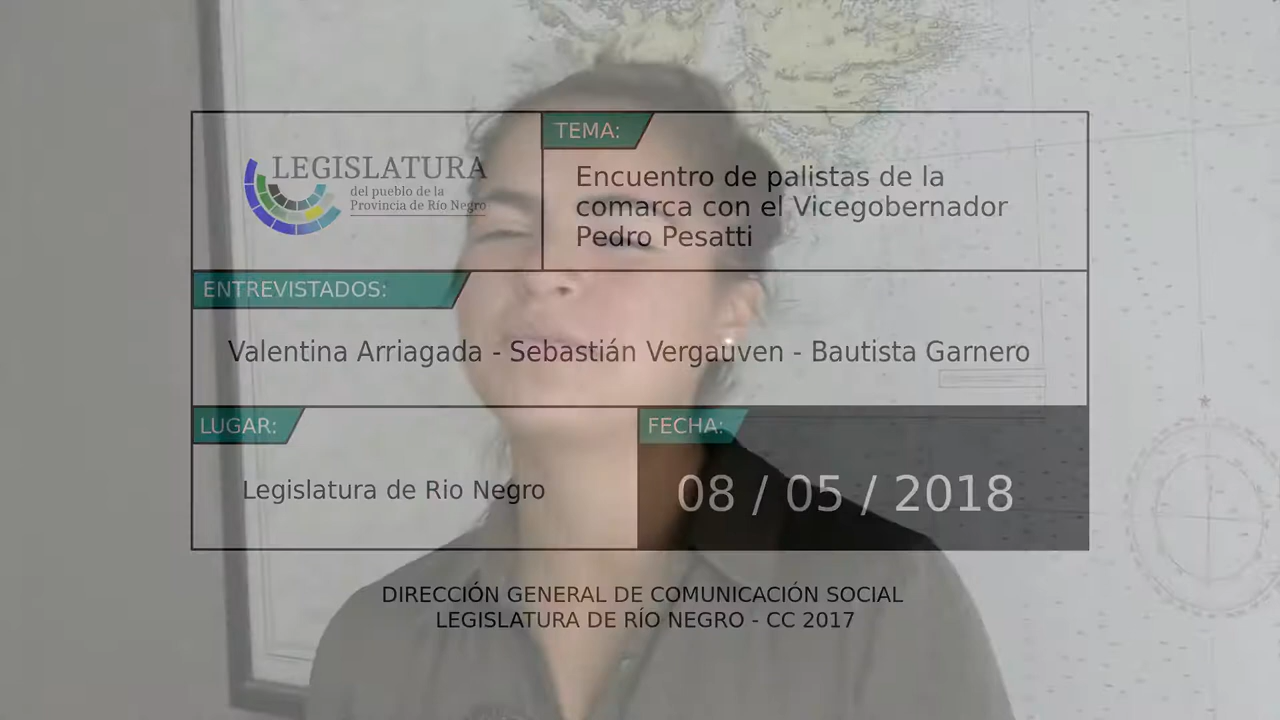 LEGISLATURA
del pueblo de la
Provincia de Río Negro
TEMA:
Encuentro de palistas de la
comarca con el Vicegobernador
Pedro Pesatti
ENTREVISTADOS:
Valentina Arriagada - Sebastián Vergauven - Bautista Garnero
LUGAR:
Legislatura de Rio Negro
FECHA:
08 / 05 / 2018
DIRECCIÓN GENERAL DE COMUNICACIÓN SOCIAL
LEGISLATURA DE RÍO NEGRO - CC 2017